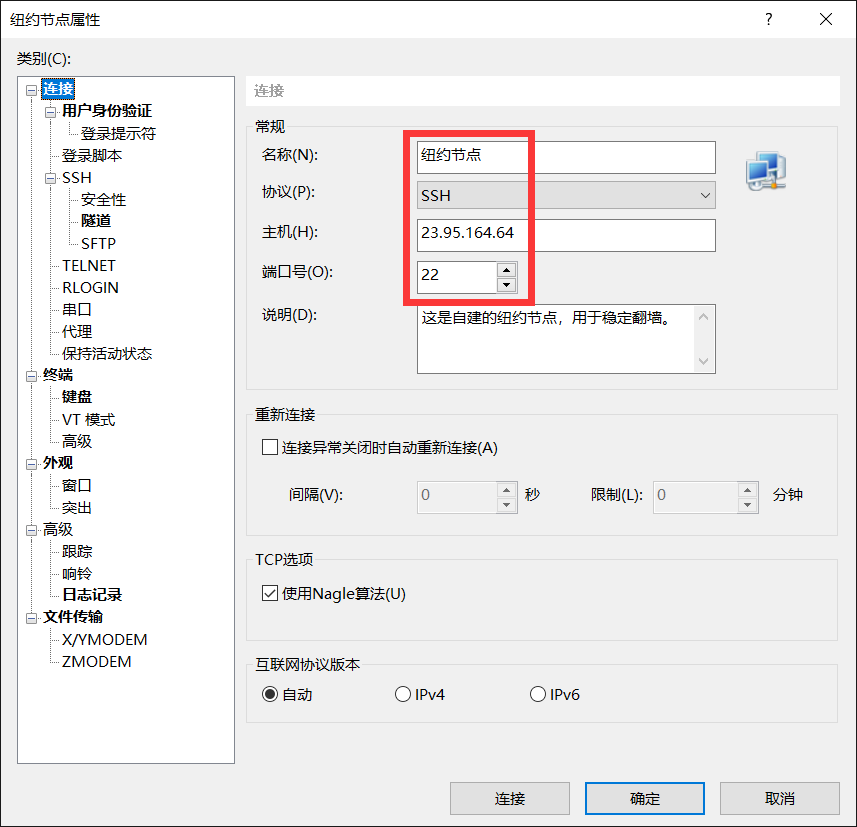 纽约节点属性
类别(C):
连接
用户身份验证
登录提示符
登录脚本
SSH
安全性
隧道
SFTP
TELNET
RLOGIN
串口
代理
保持活动状态
终端
键盘
VT 模式
高级
外观
窗口
突出
高级
跟踪
响铃
日志记录
文件传输
X/YMODEM
ZMODEM
连接
常规
名称(N): 纽约节点
协议(P): SSH
主机(H): 23.95.164.64
端口号(O): 22
说明(D): 这是自建的纽约节点，用于稳定翻墙。
重新连接
连接异常关闭时自动重新连接(A)
间隔(V): 0 秒 限制(L): 0 分钟
TCP选项
使用Nagle算法(U)
互联网协议版本
自动 IPv4 IPv6
连接 确定 取消